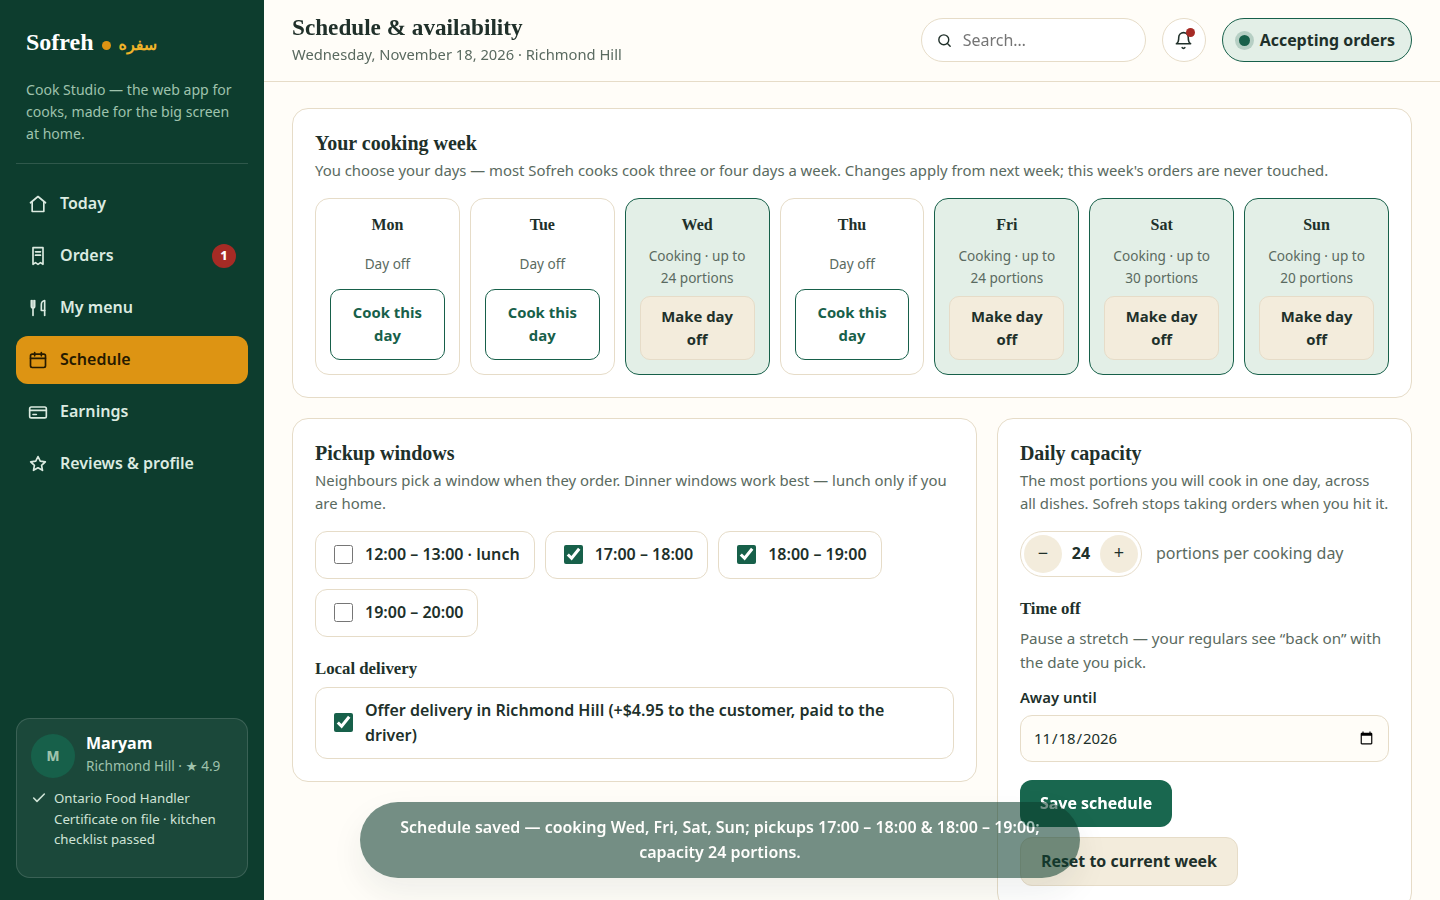 Sofreh سفره
Cook Studio — the web app for
cooks, made for the big screen
at home.
Today
Orders 1
My menu
Schedule
Earnings
Reviews & profile
M
Maryam
Richmond Hill · ★ 4.9
Ontario Food Handler
Certificate on file · kitchen
checklist passed
Schedule & availability
Wednesday, November 18, 2026 · Richmond Hill
Search...
Accepting orders
Your cooking week
You choose your days — most Sofreh cooks cook three or four days a week. Changes apply from next week; this week's orders are never touched.
Mon
Day off
Cook this
day
Tue
Day off
Cook this
day
Wed
Cooking · up to
24 portions
Make day
off
Thu
Day off
Cook this
day
Fri
Cooking · up to
24 portions
Make day
off
Sat
Cooking · up to
30 portions
Make day
off
Sun
Cooking · up to
20 portions
Make day
off
Pickup windows
Neighbours pick a window when they order. Dinner windows work best — lunch only if you
are home.
12:00 – 13:00 · lunch
17:00 – 18:00
18:00 – 19:00
19:00 – 20:00
Local delivery
Offer delivery in Richmond Hill (+$4.95 to the customer, paid to the
driver)
Daily capacity
The most portions you will cook in one day, across
all dishes. Sofreh stops taking orders when you hit it.
− 24 + portions per cooking day
Time off
Pause a stretch — your regulars see “back on” with
the date you pick.
Away until
11/18/2026
Save schedule
Reset to current week
Schedule saved — cooking Wed, Fri, Sat, Sun; pickups 17:00 – 18:00 & 18:00 – 19:00;
capacity 24 portions.